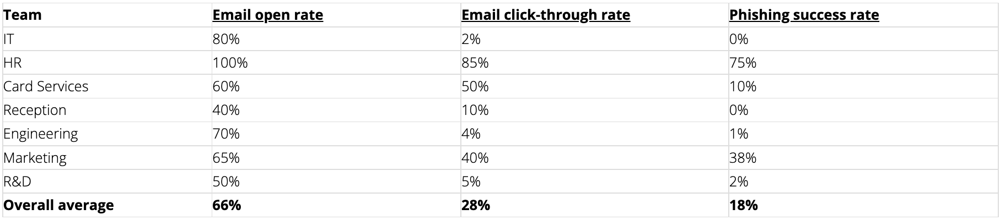 Team Email open rate Email click-through rate Phishing success rate
IT 80% 2% 0%
HR 100% 85% 75%
Card Services 60% 50% 10%
Reception 40% 10% 0%
Engineering 70% 4% 1%
Marketing 65% 40% 38%
R&D 50% 5% 2%
Overall average 66% 28% 18%